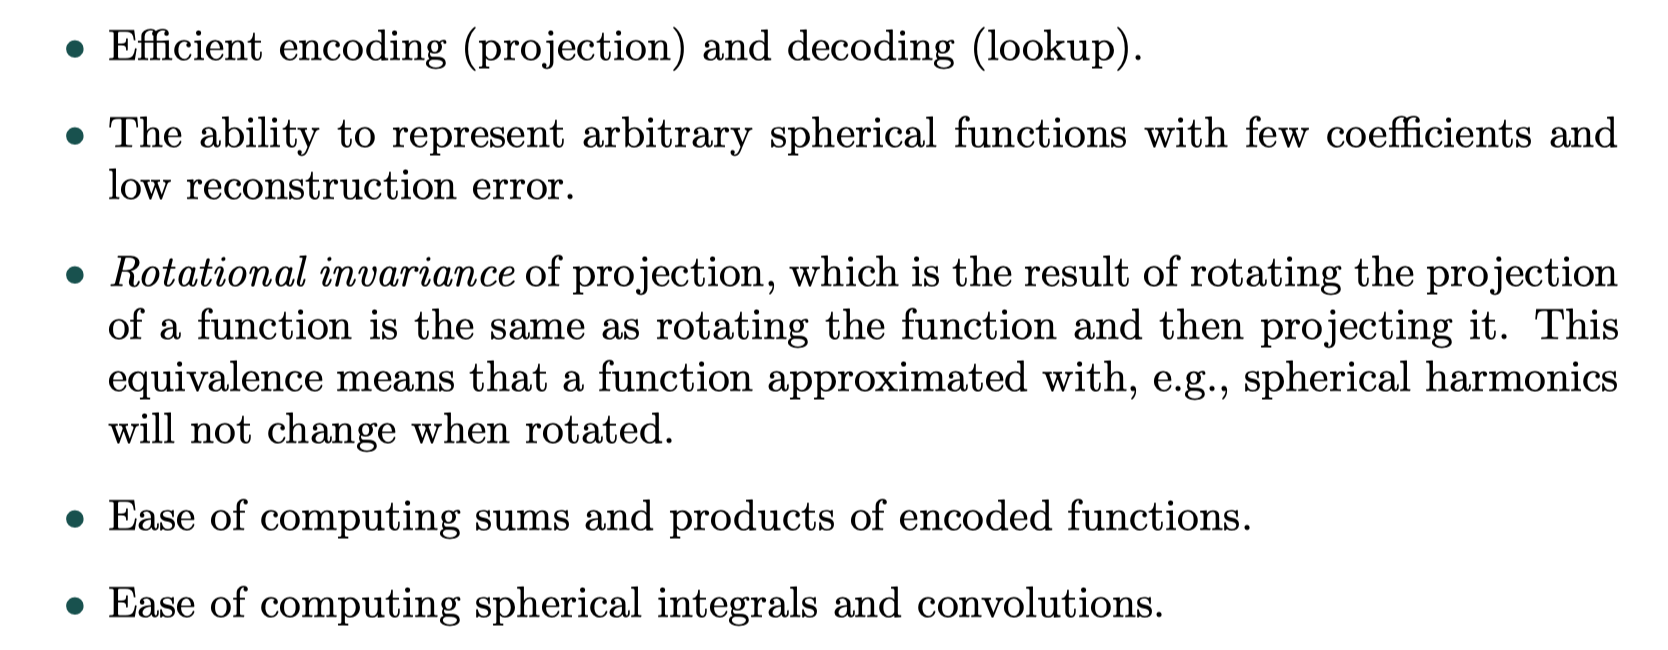 • Efficient encoding (projection) and decoding (lookup).
• The ability to represent arbitrary spherical functions with few coefficients and
low reconstruction error.
• Rotational invariance of projection, which is the result of rotating the projection
of a function is the same as rotating the function and then projecting it. This
equivalence means that a function approximated with, e.g., spherical harmonics
will not change when rotated.
• Ease of computing sums and products of encoded functions.
• Ease of computing spherical integrals and convolutions.